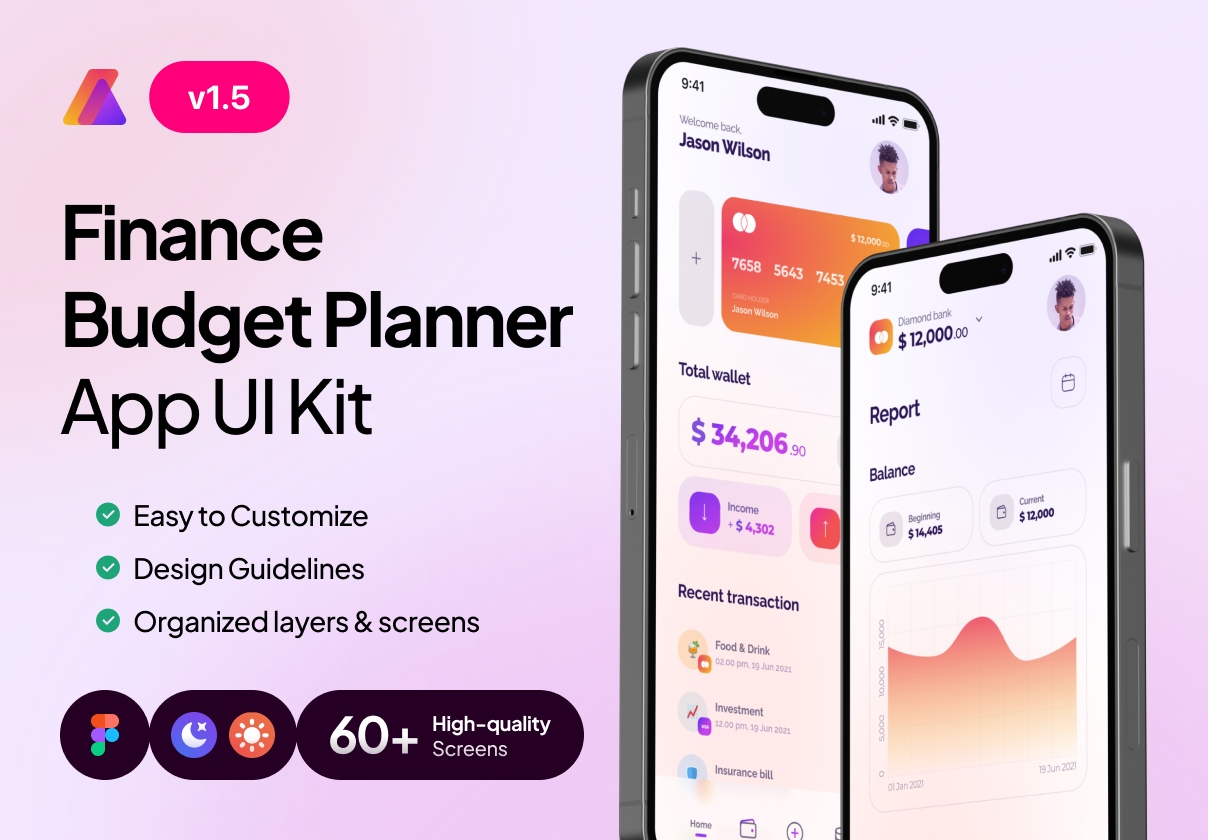 v1.5
Finance
Budget Planner
App UI Kit
Easy to Customize
Design Guidelines
Organized layers & screens
60+
High-quality
Screens
9:41
Welcome back,
Jason Wilson
+
$ 12,000.00
7658 5643 7453
CARD HOLDER
Jason Wilson
Total wallet
$ 34,206.90
Income
+ $ 4,302
Recent transaction
Food & Drink
02.00 pm, 19 Jun 2021
Investment
12.00 pm, 19 Jun 2021
Insurance bill
Home
9:41
Diamond bank
$ 12,000.00
Report
Balance
Beginning
$ 14,405
Current
$ 12,000
15,000
10,000
5,000
0
01 Jan 2021
19 Jun 2021